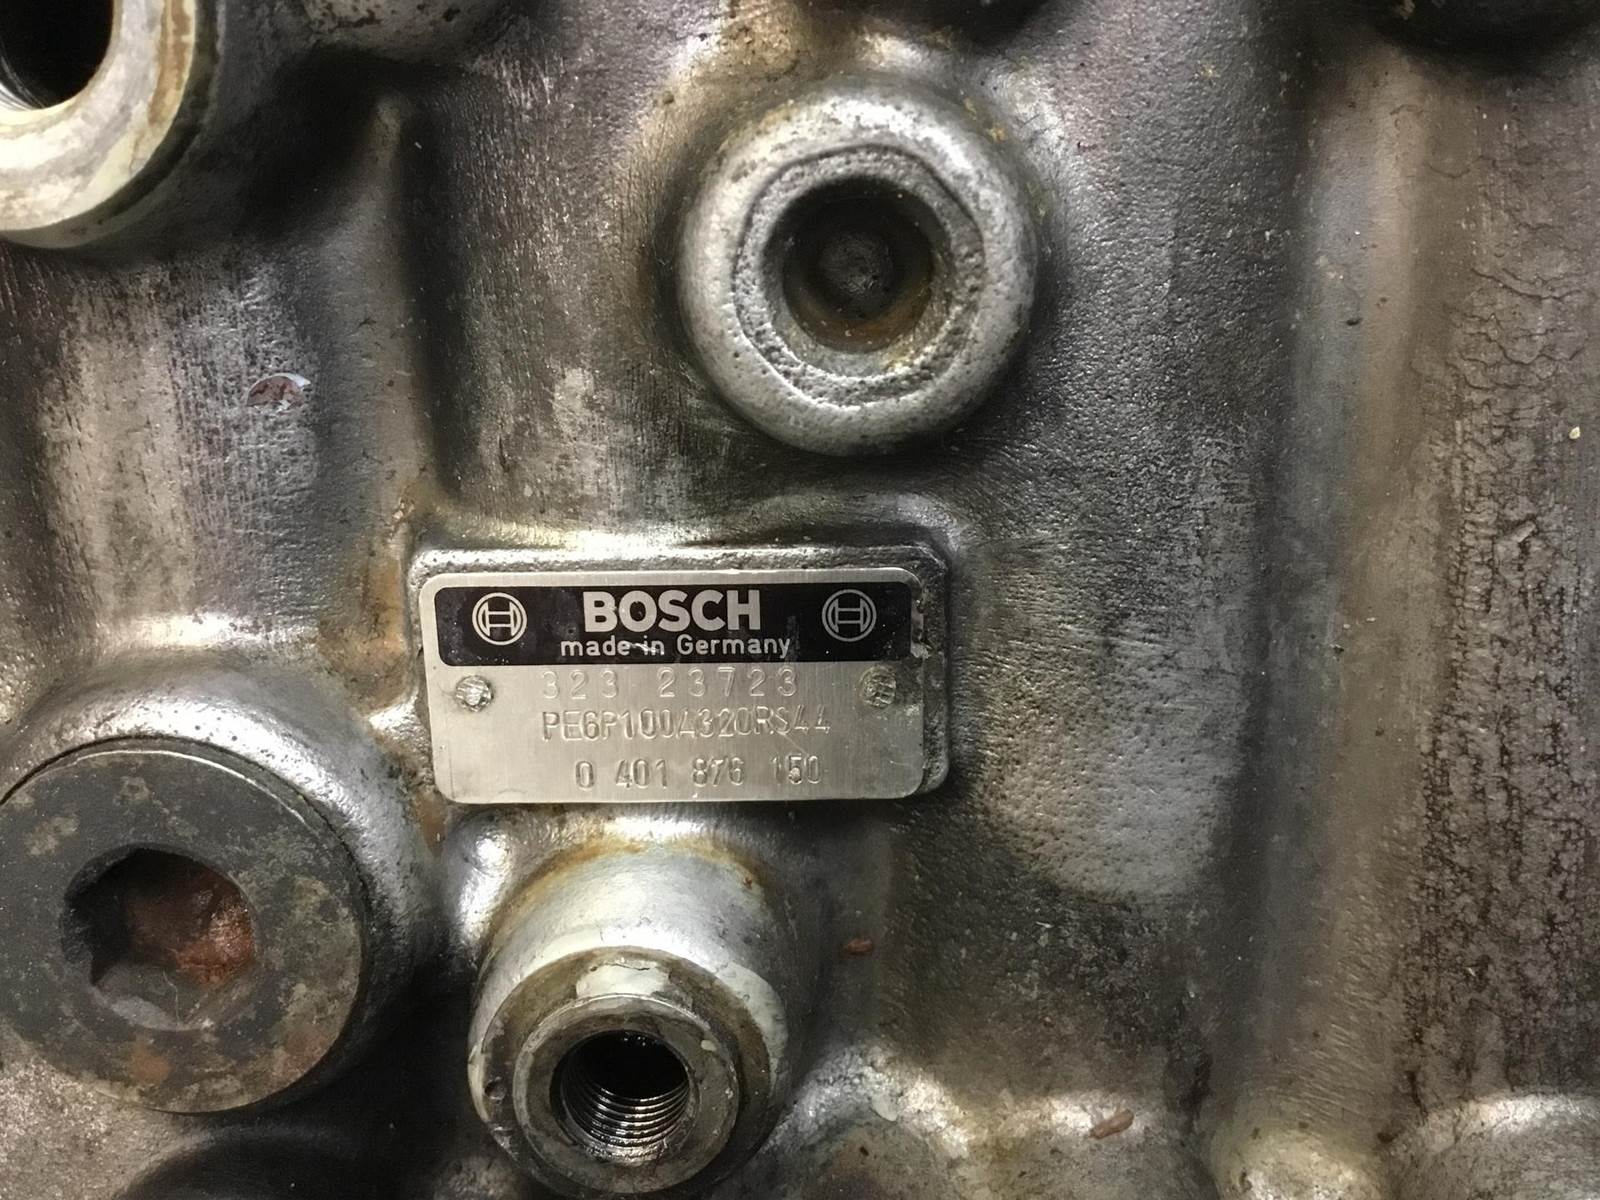 BOSCH
made in Germany
323 23723
PE6P100A320RS44
0 401 876 150